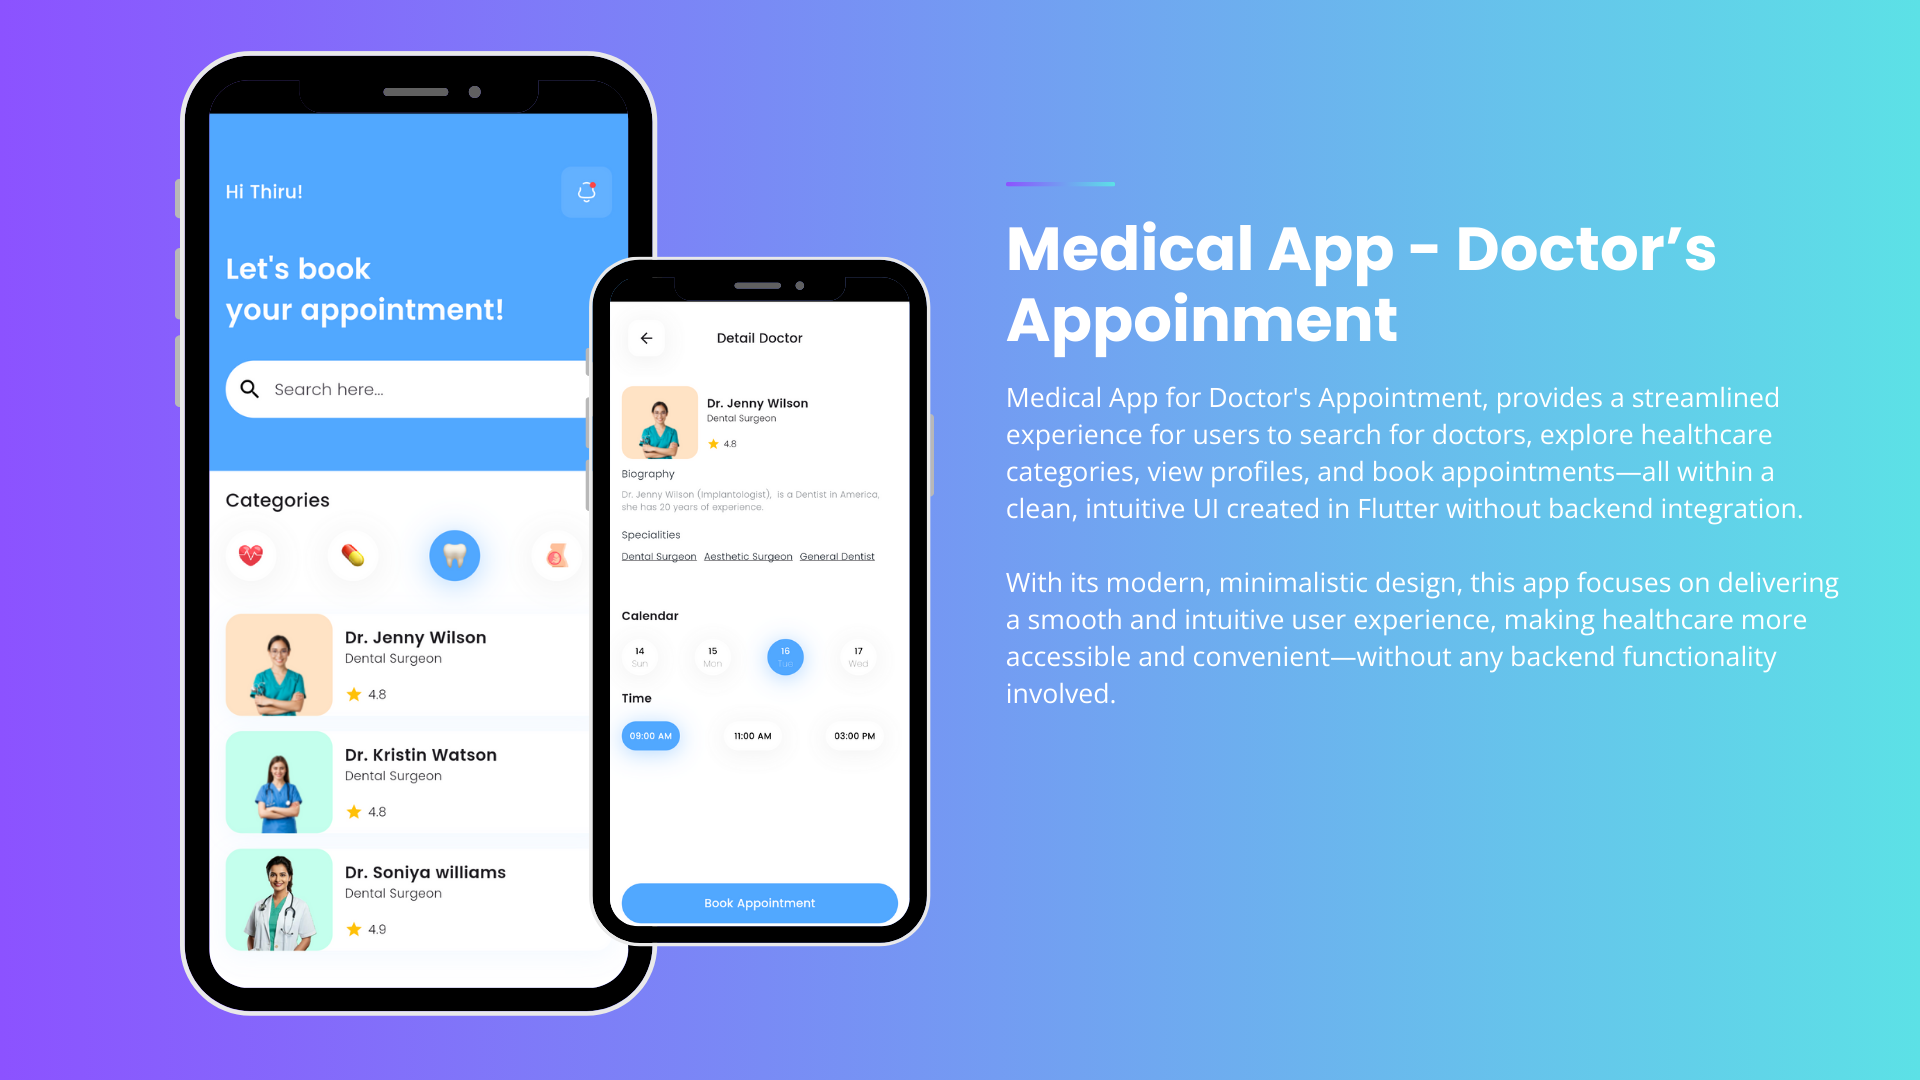 Hi Thiru!
Let's book
your appointment!
Search here...
Categories
Dr. Jenny Wilson
Dental Surgeon
4.8
Dr. Kristin Watson
Dental Surgeon
4.8
Dr. Soniya williams
Dental Surgeon
4.9
Detail Doctor
Dr. Jenny Wilson
Dental Surgeon
4.8
Biography
Dr. Jenny Wilson (Implantologist), is a Dentist in America,
she has 20 years of experience.
Specialities
Dental Surgeon Aesthetic Surgeon General Dentist
Calendar
14 15 16 17
Sun Mon Tue Wed
Time
09:00 AM 11:00 AM 03:00 PM
Book Appointment
Medical App - Doctor’s
Appoinment
Medical App for Doctor's Appointment, provides a streamlined
experience for users to search for doctors, explore healthcare
categories, view profiles, and book appointments—all within a
clean, intuitive UI created in Flutter without backend integration.
With its modern, minimalistic design, this app focuses on delivering
a smooth and intuitive user experience, making healthcare more
accessible and convenient—without any backend functionality
involved.